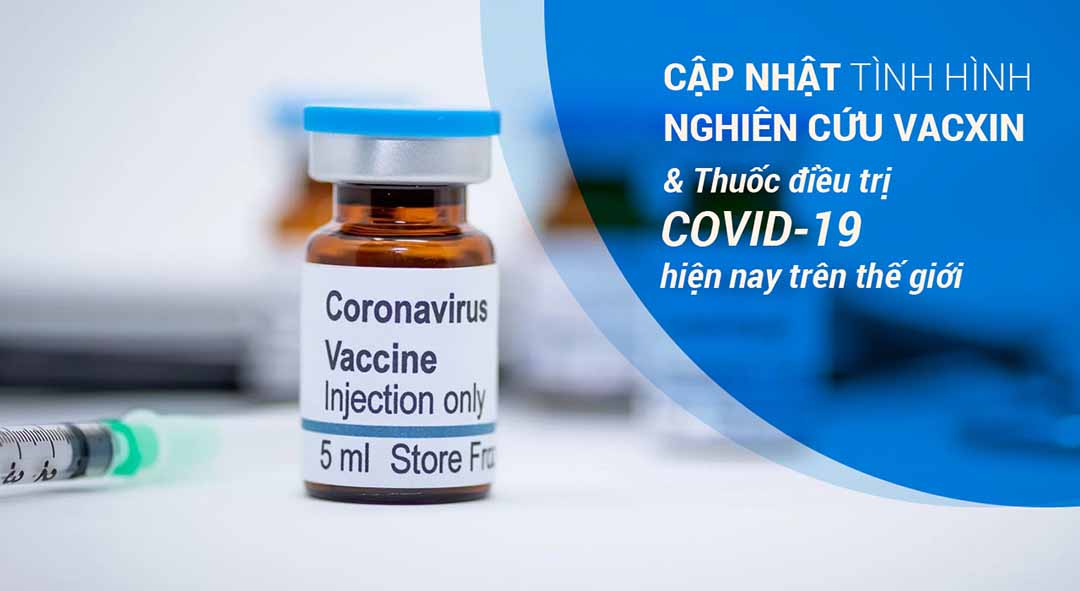 CẬP NHẬT TÌNH HÌNH
NGHIÊN CỨU VACXIN
& Thuốc điều trị
COVID-19
hiện nay trên thế giới
Coronavirus
Vaccine
Injection only
5 ml Store